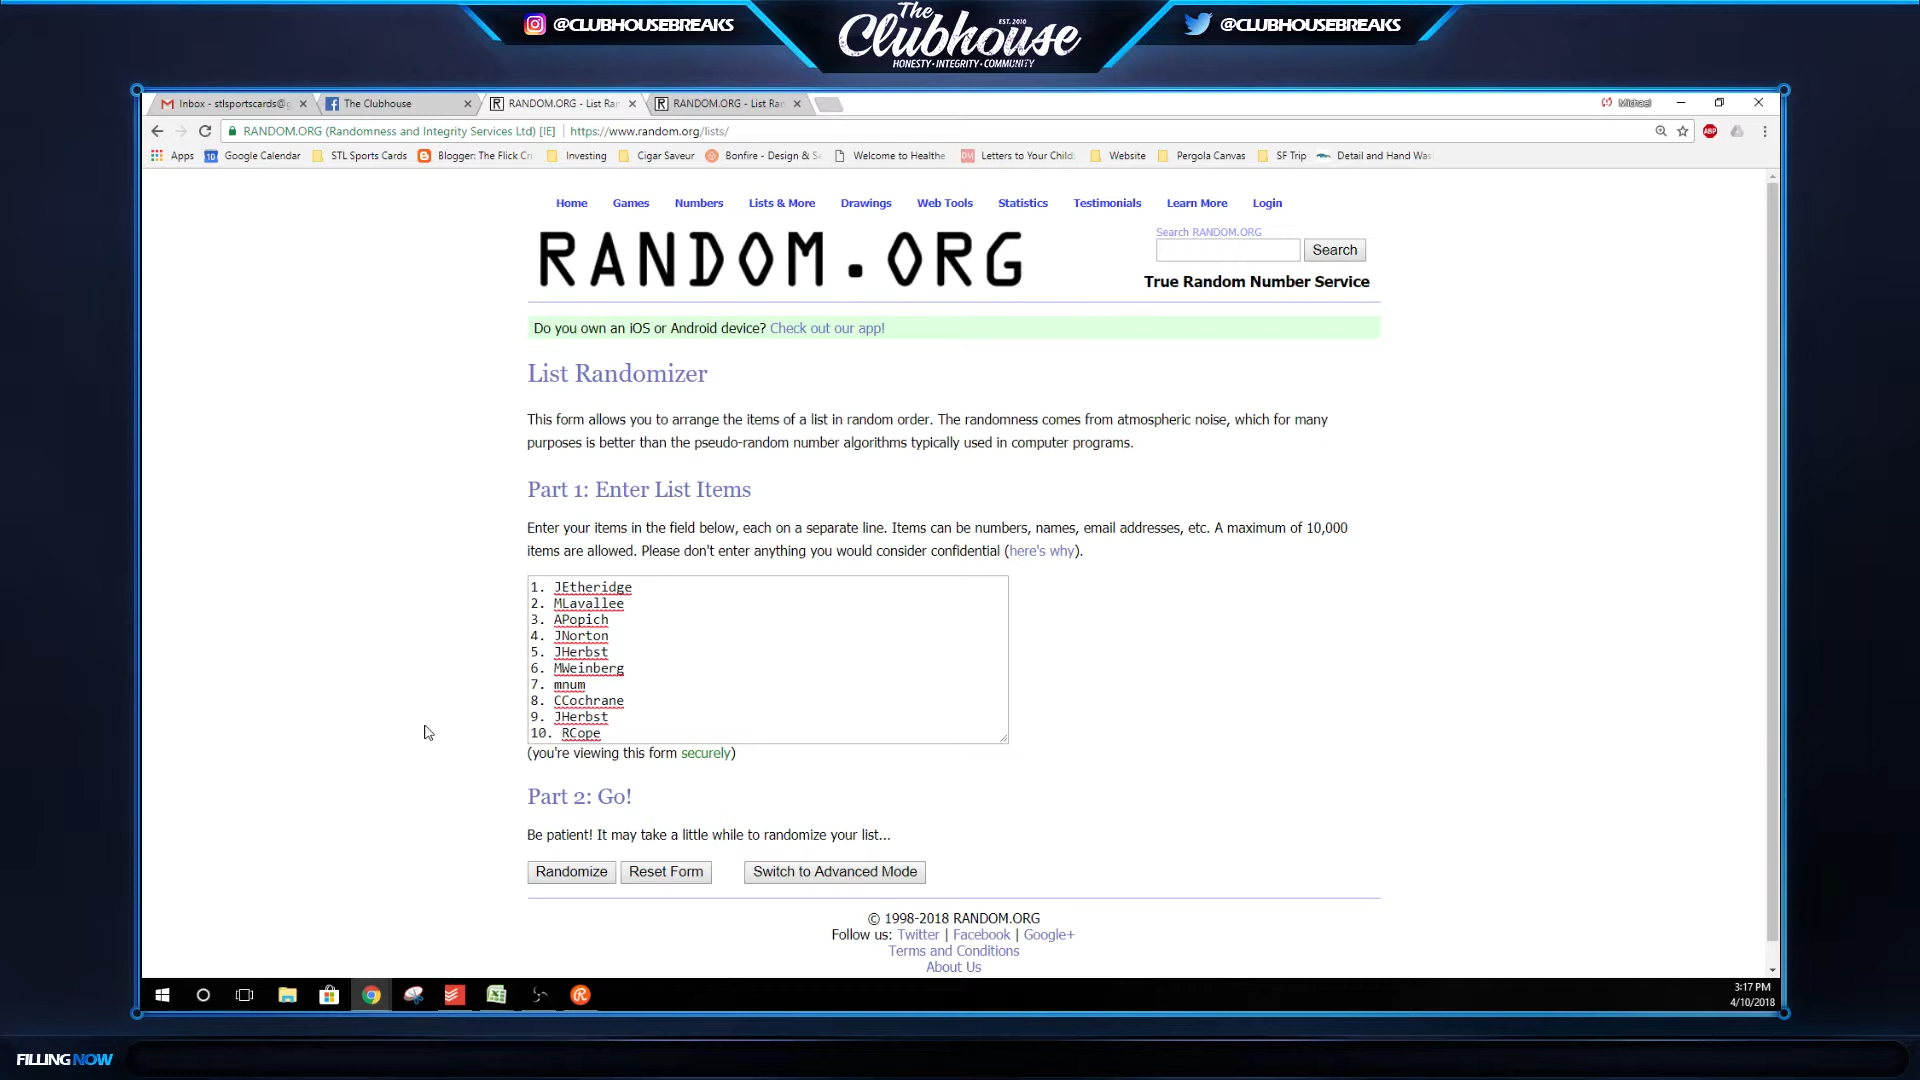 @CLUBHOUSEBREAKS
The Clubhouse
EST. 2010
HONESTY • INTEGRITY • COMMUNITY
@CLUBHOUSEBREAKS
Inbox - stlsportscards@g
The Clubhouse
RANDOM.ORG - List Ran
RANDOM.ORG - List Ran
Michael
RANDOM.ORG (Randomness and Integrity Services Ltd) [IE] https://www.random.org/lists/
Apps Google Calendar STL Sports Cards Blogger: The Flick Cri Investing Cigar Saveur Bonfire - Design & S Welcome to Healthe Letters to Your Child Website Pergola Canvas SF Trip Detail and Hand Was
Home Games Numbers Lists & More Drawings Web Tools Statistics Testimonials Learn More Login
RANDOM.ORG
Search RANDOM.ORG
Search
True Random Number Service
Do you own an iOS or Android device? Check out our app!
List Randomizer
This form allows you to arrange the items of a list in random order. The randomness comes from atmospheric noise, which for many
purposes is better than the pseudo-random number algorithms typically used in computer programs.
Part 1: Enter List Items
Enter your items in the field below, each on a separate line. Items can be numbers, names, email addresses, etc. A maximum of 10,000
items are allowed. Please don't enter anything you would consider confidential (here's why).
1. JEtheridge
2. MLavallee
3. APopich
4. JNorton
5. JHerbst
6. MWeinberg
7. mnum
8. CCochrane
9. JHerbst
10. RCope
(you're viewing this form securely)
Part 2: Go!
Be patient! It may take a little while to randomize your list...
Randomize Reset Form Switch to Advanced Mode
© 1998-2018 RANDOM.ORG
Follow us: Twitter | Facebook | Google+
Terms and Conditions
About Us
3:17 PM
4/10/2018
FILLING NOW